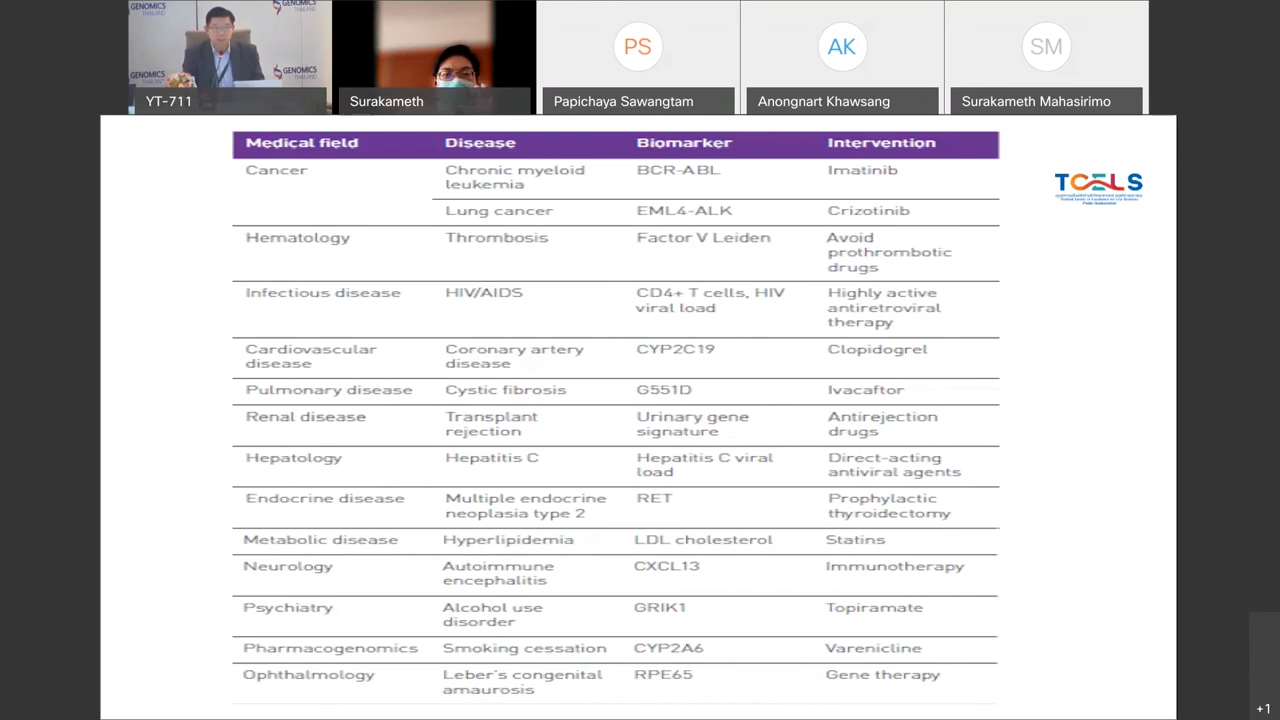 GENOMICS
THAILAND
GENOMICS
GENOMICS
THAILAND
YT-711
Surakameth
PS
Papichaya Sawangtam
AK
Anongnart Khawsang
SM
Surakameth Mahasirimo
Medical field Disease Biomarker Intervention
Cancer Chronic myeloid leukemia BCR-ABL Imatinib
Lung cancer EML4-ALK Crizotinib
Hematology Thrombosis Factor V Leiden Avoid
prothrombotic
drugs
Infectious disease HIV/AIDS CD4+ T cells, HIV
viral load
Highly active
antiretroviral
therapy
Cardiovascular
disease
Coronary artery
disease
CYP2C19 Clopidogrel
Pulmonary disease Cystic fibrosis G551D Ivacaftor
Renal disease Transplant
rejection
Urinary gene
signature
Antirejection
drugs
Hepatology Hepatitis C Hepatitis C viral
load
Direct-acting
antiviral agents
Endocrine disease Multiple endocrine
neoplasia type 2
RET Prophylactic
thyroidectomy
Metabolic disease Hyperlipidemia LDL cholesterol Statins
Neurology Autoimmune
encephalitis
CXCL13 Immunotherapy
Psychiatry Alcohol use
disorder
GRIK1 Topiramate
Pharmacogenomics Smoking cessation CYP2A6 Varenicline
Ophthalmology Leber's congenital
amaurosis
RPE65 Gene therapy
TCELS
+1